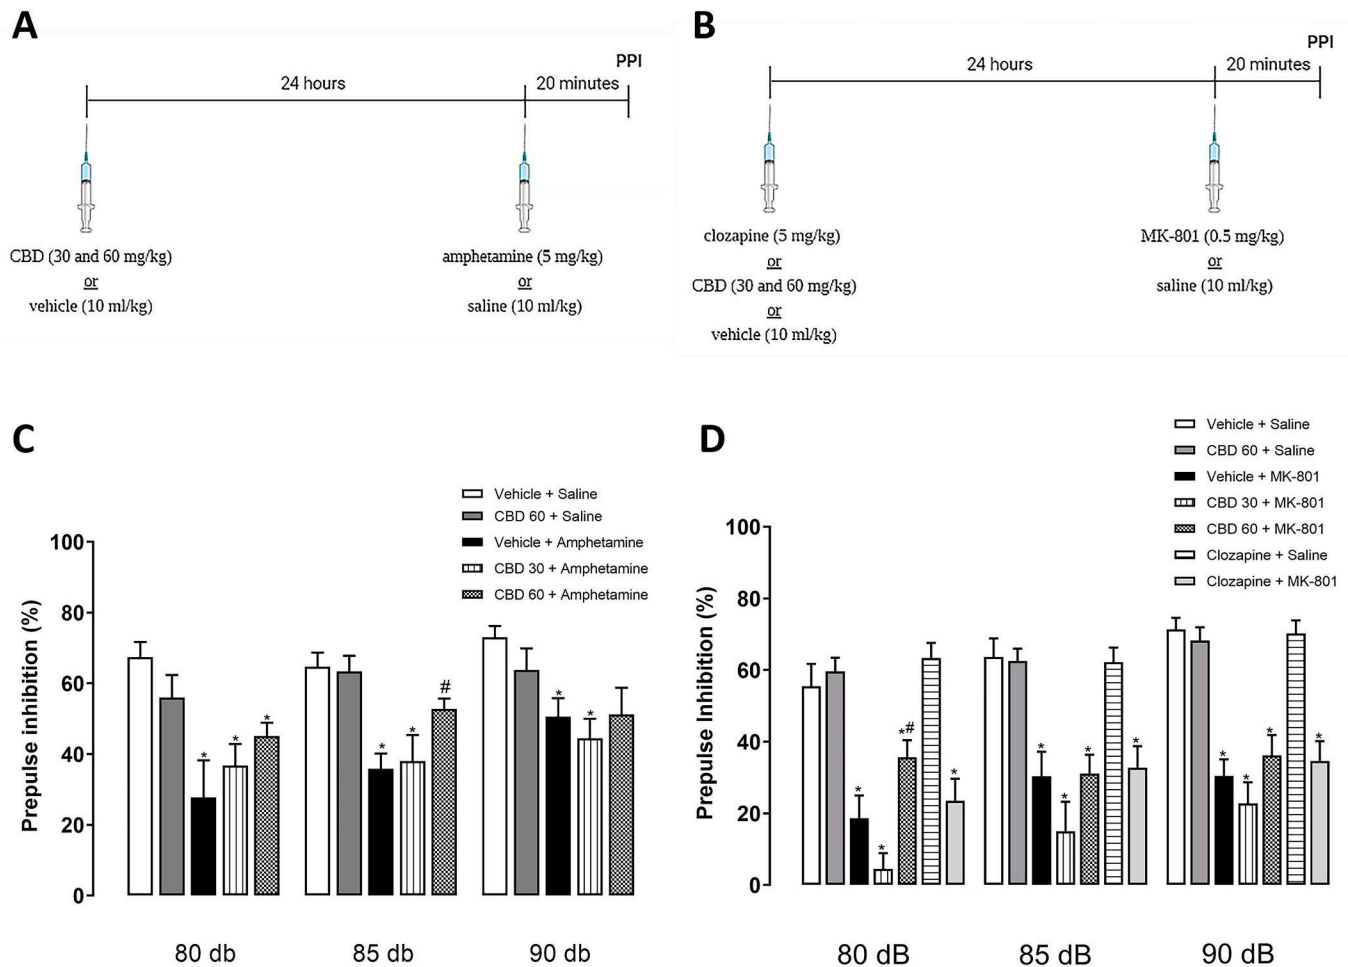 A
PPI
24 hours
20 minutes
CBD (30 and 60 mg/kg)
or
vehicle (10 ml/kg)
amphetamine (5 mg/kg)
or
saline (10 ml/kg)
B
PPI
24 hours
20 minutes
clozapine (5 mg/kg)
or
CBD (30 and 60 mg/kg)
or
vehicle (10 ml/kg)
MK-801 (0.5 mg/kg)
or
saline (10 ml/kg)
C
Vehicle + Saline
CBD 60 + Saline
Vehicle + Amphetamine
CBD 30 + Amphetamine
CBD 60 + Amphetamine
Prepulse inhibition (%)
100
80
60
40
20
0
* * *
* * #
* *
80 db
85 db
90 db
D
Vehicle + Saline
CBD 60 + Saline
Vehicle + MK-801
CBD 30 + MK-801
CBD 60 + MK-801
Clozapine + Saline
Clozapine + MK-801
Prepulse Inhibition (%)
100
80
60
40
20
0
* * *# *
* * * *
* * * *
80 dB
85 dB
90 dB